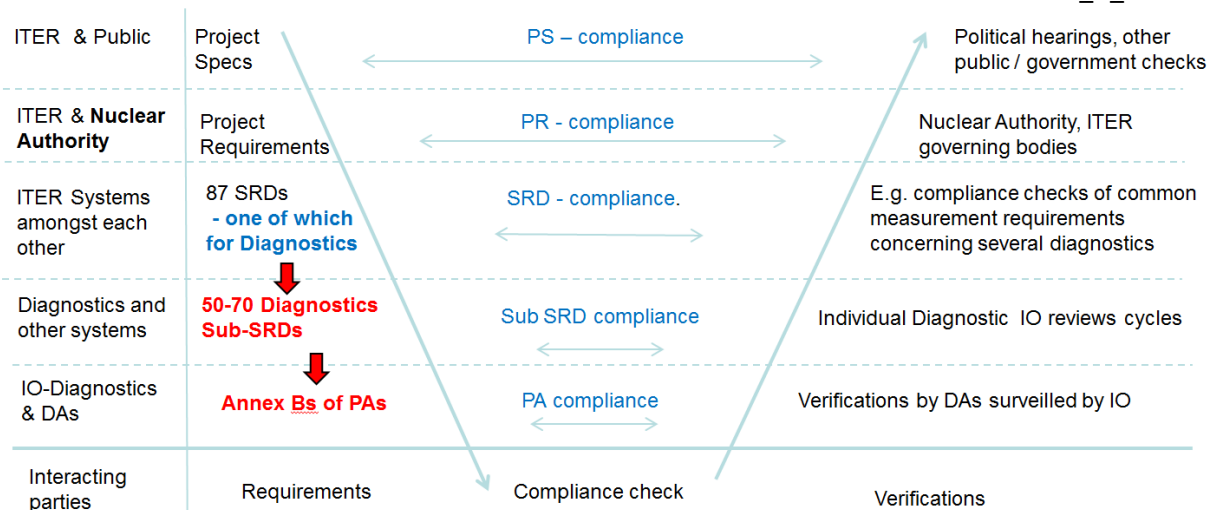 ITER & Public
Project
Specs
PS – compliance
Political hearings, other
public / government checks
ITER & Nuclear
Authority
Project
Requirements
PR - compliance
Nuclear Authority, ITER
governing bodies
ITER Systems
amongst each
other
87 SRDs
- one of which
for Diagnostics
SRD - compliance.
E.g. compliance checks of common
measurement requirements
concerning several diagnostics
Diagnostics and
other systems
50-70 Diagnostics
Sub-SRDs
Sub SRD compliance
Individual Diagnostic IO reviews cycles
IO-Diagnostics
& DAs
Annex Bs of PAs
PA compliance
Verifications by DAs surveilled by IO
Interacting
parties
Requirements
Compliance check
Verifications